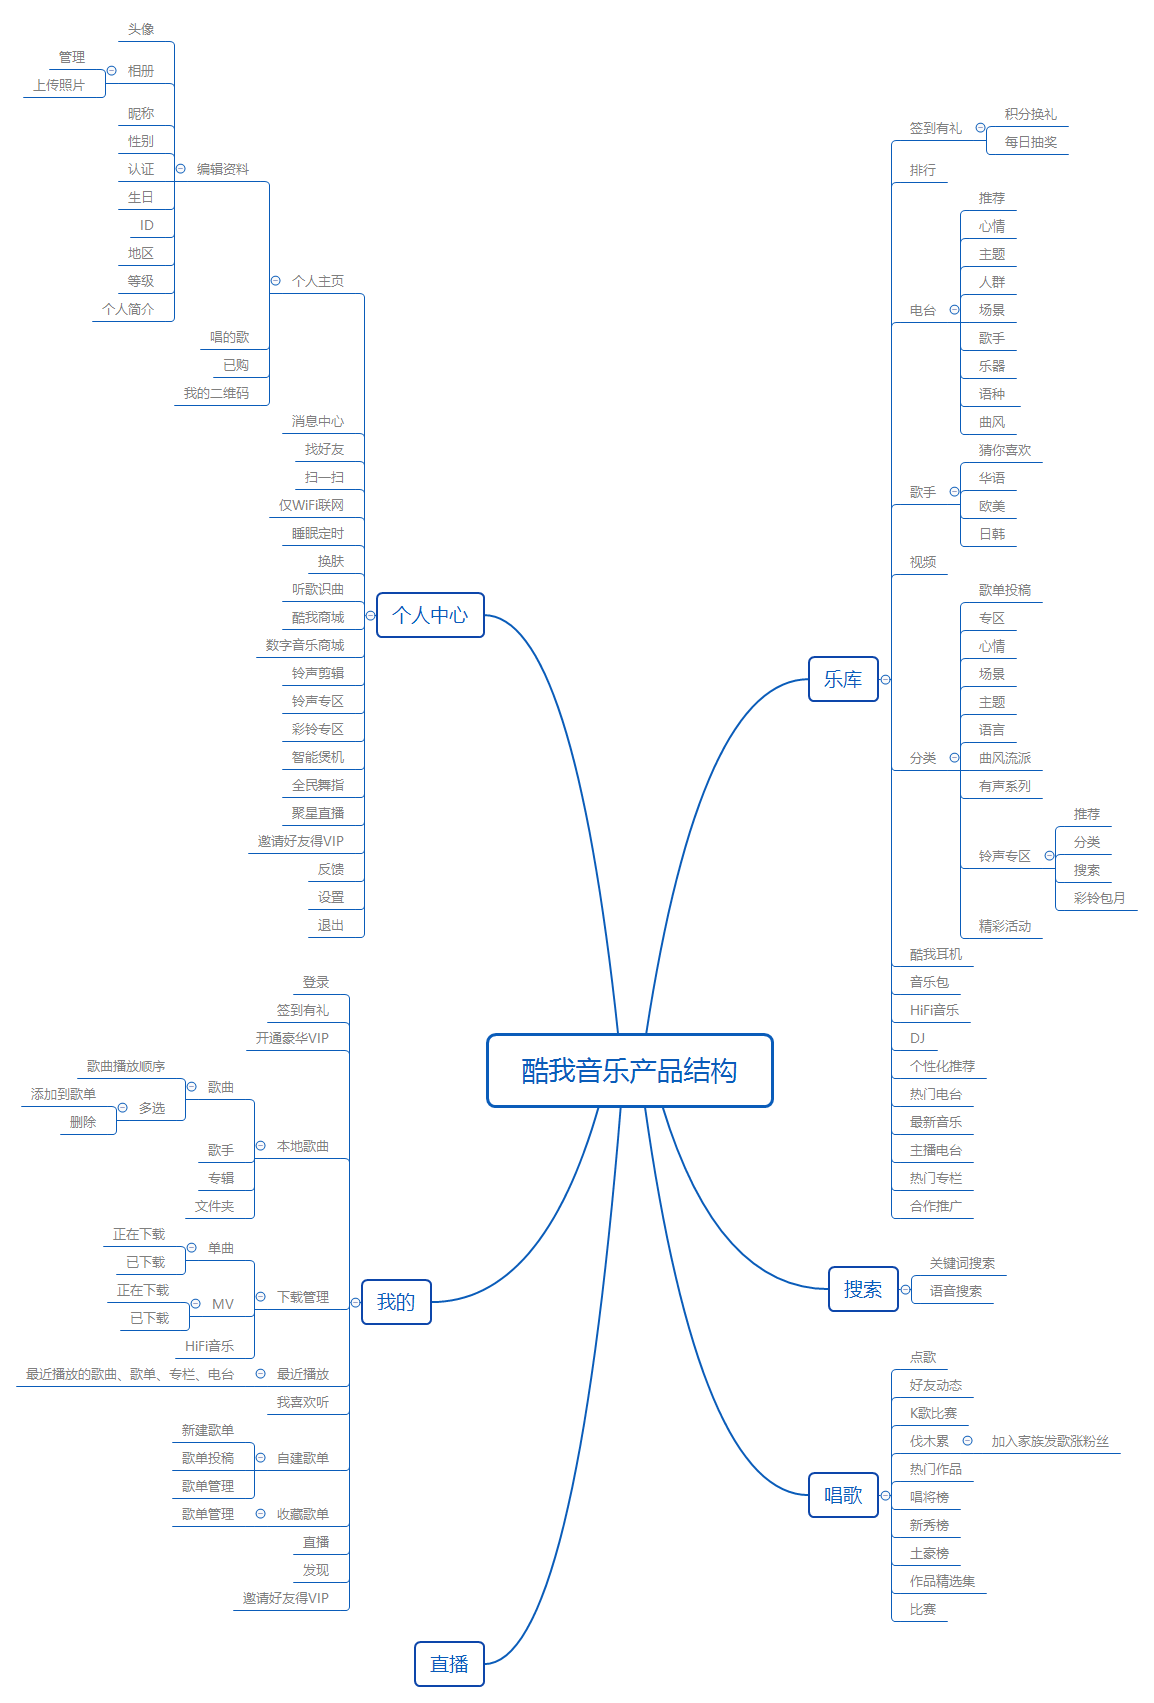 酷我音乐产品结构
乐库
签到有礼
积分换礼
每日抽奖
排行
电台
推荐
心情
主题
人群
场景
歌手
乐器
语种
曲风
歌手
猜你喜欢
华语
欧美
日韩
视频
分类
歌单投稿
专区
心情
场景
主题
语言
曲风流派
有声系列
铃声专区
推荐
分类
搜索
彩铃包月
精彩活动
酷我耳机
音乐包
HiFi音乐
DJ
个性化推荐
热门电台
最新音乐
主播电台
热门专栏
合作推广
搜索
关键词搜索
语音搜索
唱歌
点歌
好友动态
K歌比赛
伐木累
加入家族发歌涨粉丝
热门作品
唱将榜
新秀榜
土豪榜
作品精选集
比赛
个人中心
个人主页
编辑资料
头像
相册
管理
上传照片
昵称
性别
认证
生日
ID
地区
等级
个人简介
唱的歌
已购
我的二维码
消息中心
找好友
扫一扫
仅WiFi联网
睡眠定时
换肤
听歌识曲
酷我商城
数字音乐商城
铃声剪辑
铃声专区
彩铃专区
智能煲机
全民舞指
聚星直播
邀请好友得VIP
反馈
设置
退出
我的
登录
签到有礼
开通豪华VIP
本地歌曲
歌曲
歌曲播放顺序
多选
添加到歌单
删除
歌手
专辑
文件夹
下载管理
单曲
正在下载
已下载
MV
正在下载
已下载
HiFi音乐
最近播放
最近播放的歌曲、歌单、专栏、电台
我喜欢听
自建歌单
新建歌单
歌单投稿
歌单管理
收藏歌单
歌单管理
直播
发现
邀请好友得VIP
直播